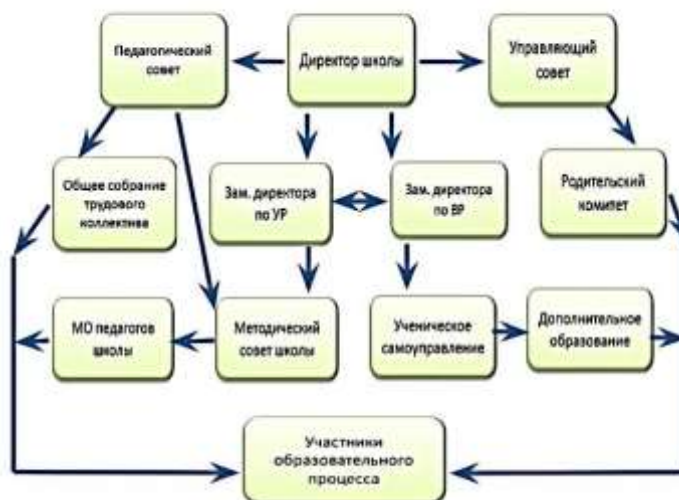 Педагогический
совет
Директор школы
Управляющий
совет
Общее собрание
трудового
коллектива
Зам. директора
по УР
Зам. директора
по ВР
Родительский
комитет
МО педагогов
школы
Методический
совет школы
Ученическое
самоуправление
Дополнительное
образование
Участники
образовательного
процесса